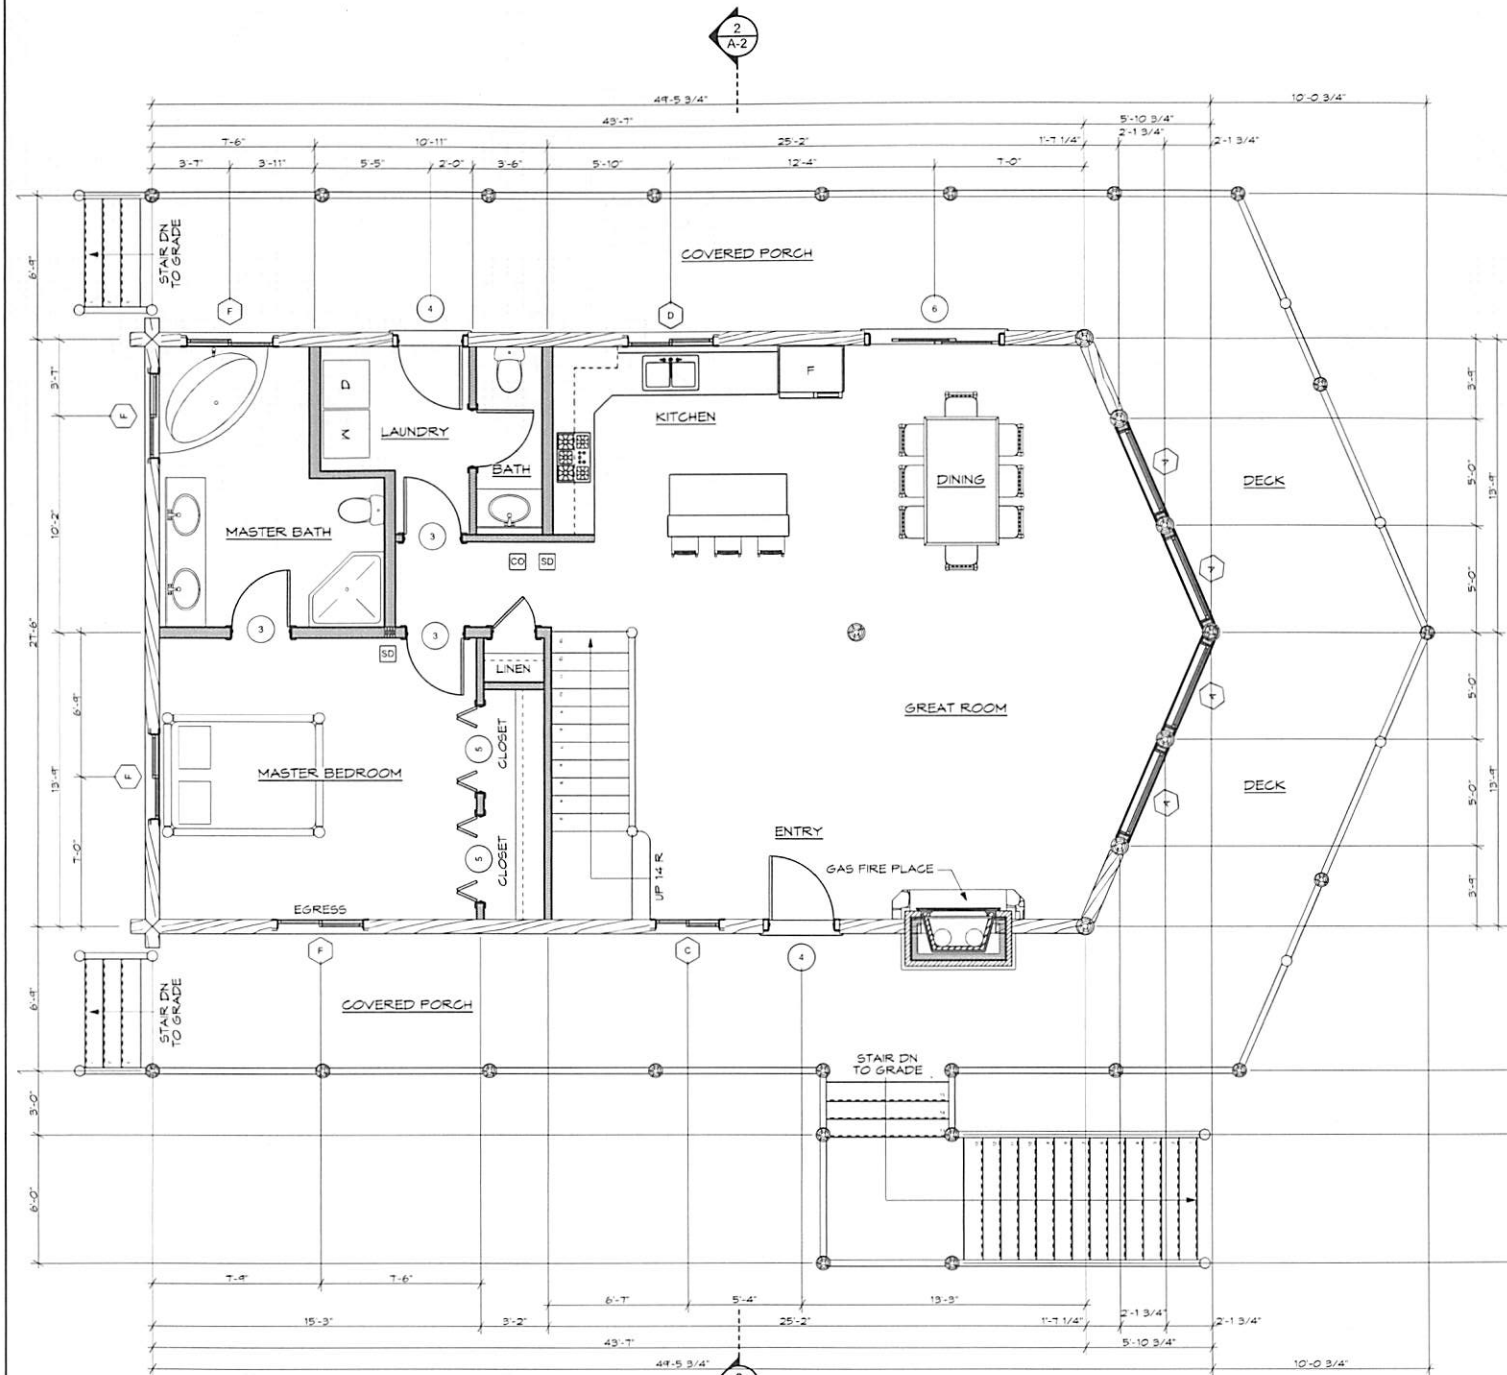 2
A-2
49'-5 3/4"
10'-0 3/4"
43'-7"
5'-10 3/4"
7'-6"
10'-11"
25'-2"
1'-7 1/4"
2'-1 3/4"
2'-1 3/4"
3'-7"
3'-11"
5'-5"
2'-0"
3'-6"
5'-10"
12'-4"
7'-0"
STAIR DN
TO GRADE
COVERED PORCH
6'-9"
F
4
D
6
3'-7"
F
D
W
LAUNDRY
BATH
KITCHEN
F
DINING
DECK
3'-9"
5'-0"
13'-9"
10'-2"
MASTER BATH
3
CO
SD
5'-0"
27'-6"
3
3
SD
LINEN
6'-9"
GREAT ROOM
5'-0"
F
13'-9"
MASTER BEDROOM
5
CLOSET
DECK
5'-0"
13'-9"
7'-0"
5
CLOSET
UP 14 R
ENTRY
GAS FIRE PLACE
3'-9"
EGRESS
F
C
4
6'-9"
STAIR DN
TO GRADE
COVERED PORCH
STAIR DN
TO GRADE
3'-0"
6'-0"
7'-9"
7'-6"
6'-7"
5'-4"
13'-3"
15'-3"
3'-2"
25'-2"
1'-7 1/4"
2'-1 3/4"
2'-1 3/4"
43'-7"
5'-10 3/4"
49'-5 3/4"
10'-0 3/4"